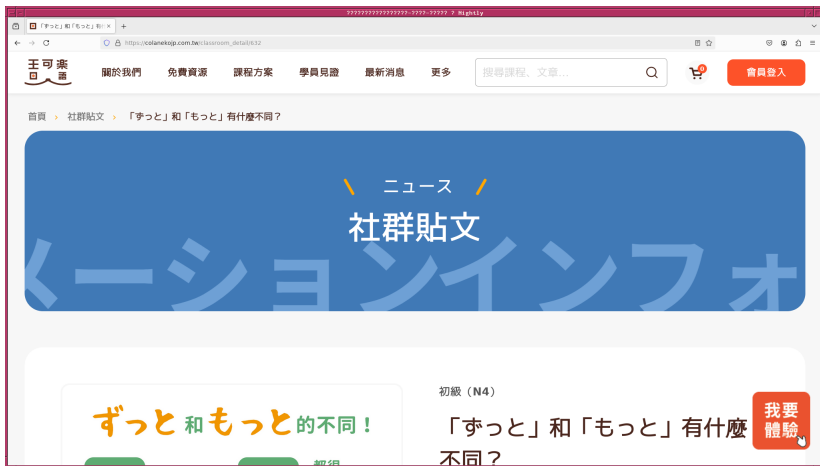 ?????????????????-????-????? ? Nightly
「ずっと」和「もっと」有
https://colanekojp.com.tw/classroom_detail/632
王可樂
日語
關於我們
免費資源
課程方案
學員見證
最新消息
更多
搜尋課程、文章...
0
會員登入
首頁 › 社群貼文 › 「ずっと」和「もっと」有什麼不同?
ニュース
社群貼文
メーションインフォ
初級（N4）
ずっと和もっと的不同！
「ずっと」和「もっと」有什麼
不同？
都很
我要
體驗